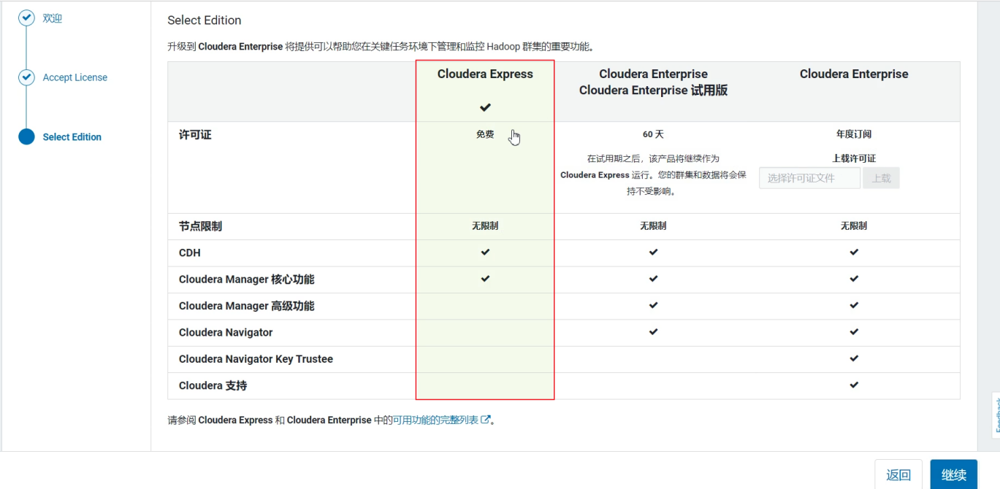 欢迎
Accept License
Select Edition
Select Edition
升级到 Cloudera Enterprise 将提供可以帮助您在关键任务环境下管理和监控 Hadoop 群集的重要功能。
Cloudera Express
Cloudera Enterprise
Cloudera Enterprise 试用版
Cloudera Enterprise
许可证
免费
60 天
在试用期之后，该产品将继续作为
Cloudera Express 运行。您的群集和数据将会保
持不受影响。
年度订阅
上载许可证
选择许可证文件
上载
节点限制 无限制 无限制 无限制
CDH
Cloudera Manager 核心功能
Cloudera Manager 高级功能
Cloudera Navigator
Cloudera Navigator Key Trustee
Cloudera 支持
请参阅 Cloudera Express 和 Cloudera Enterprise 中的可用功能的完整列表。
Feedback
返回
继续